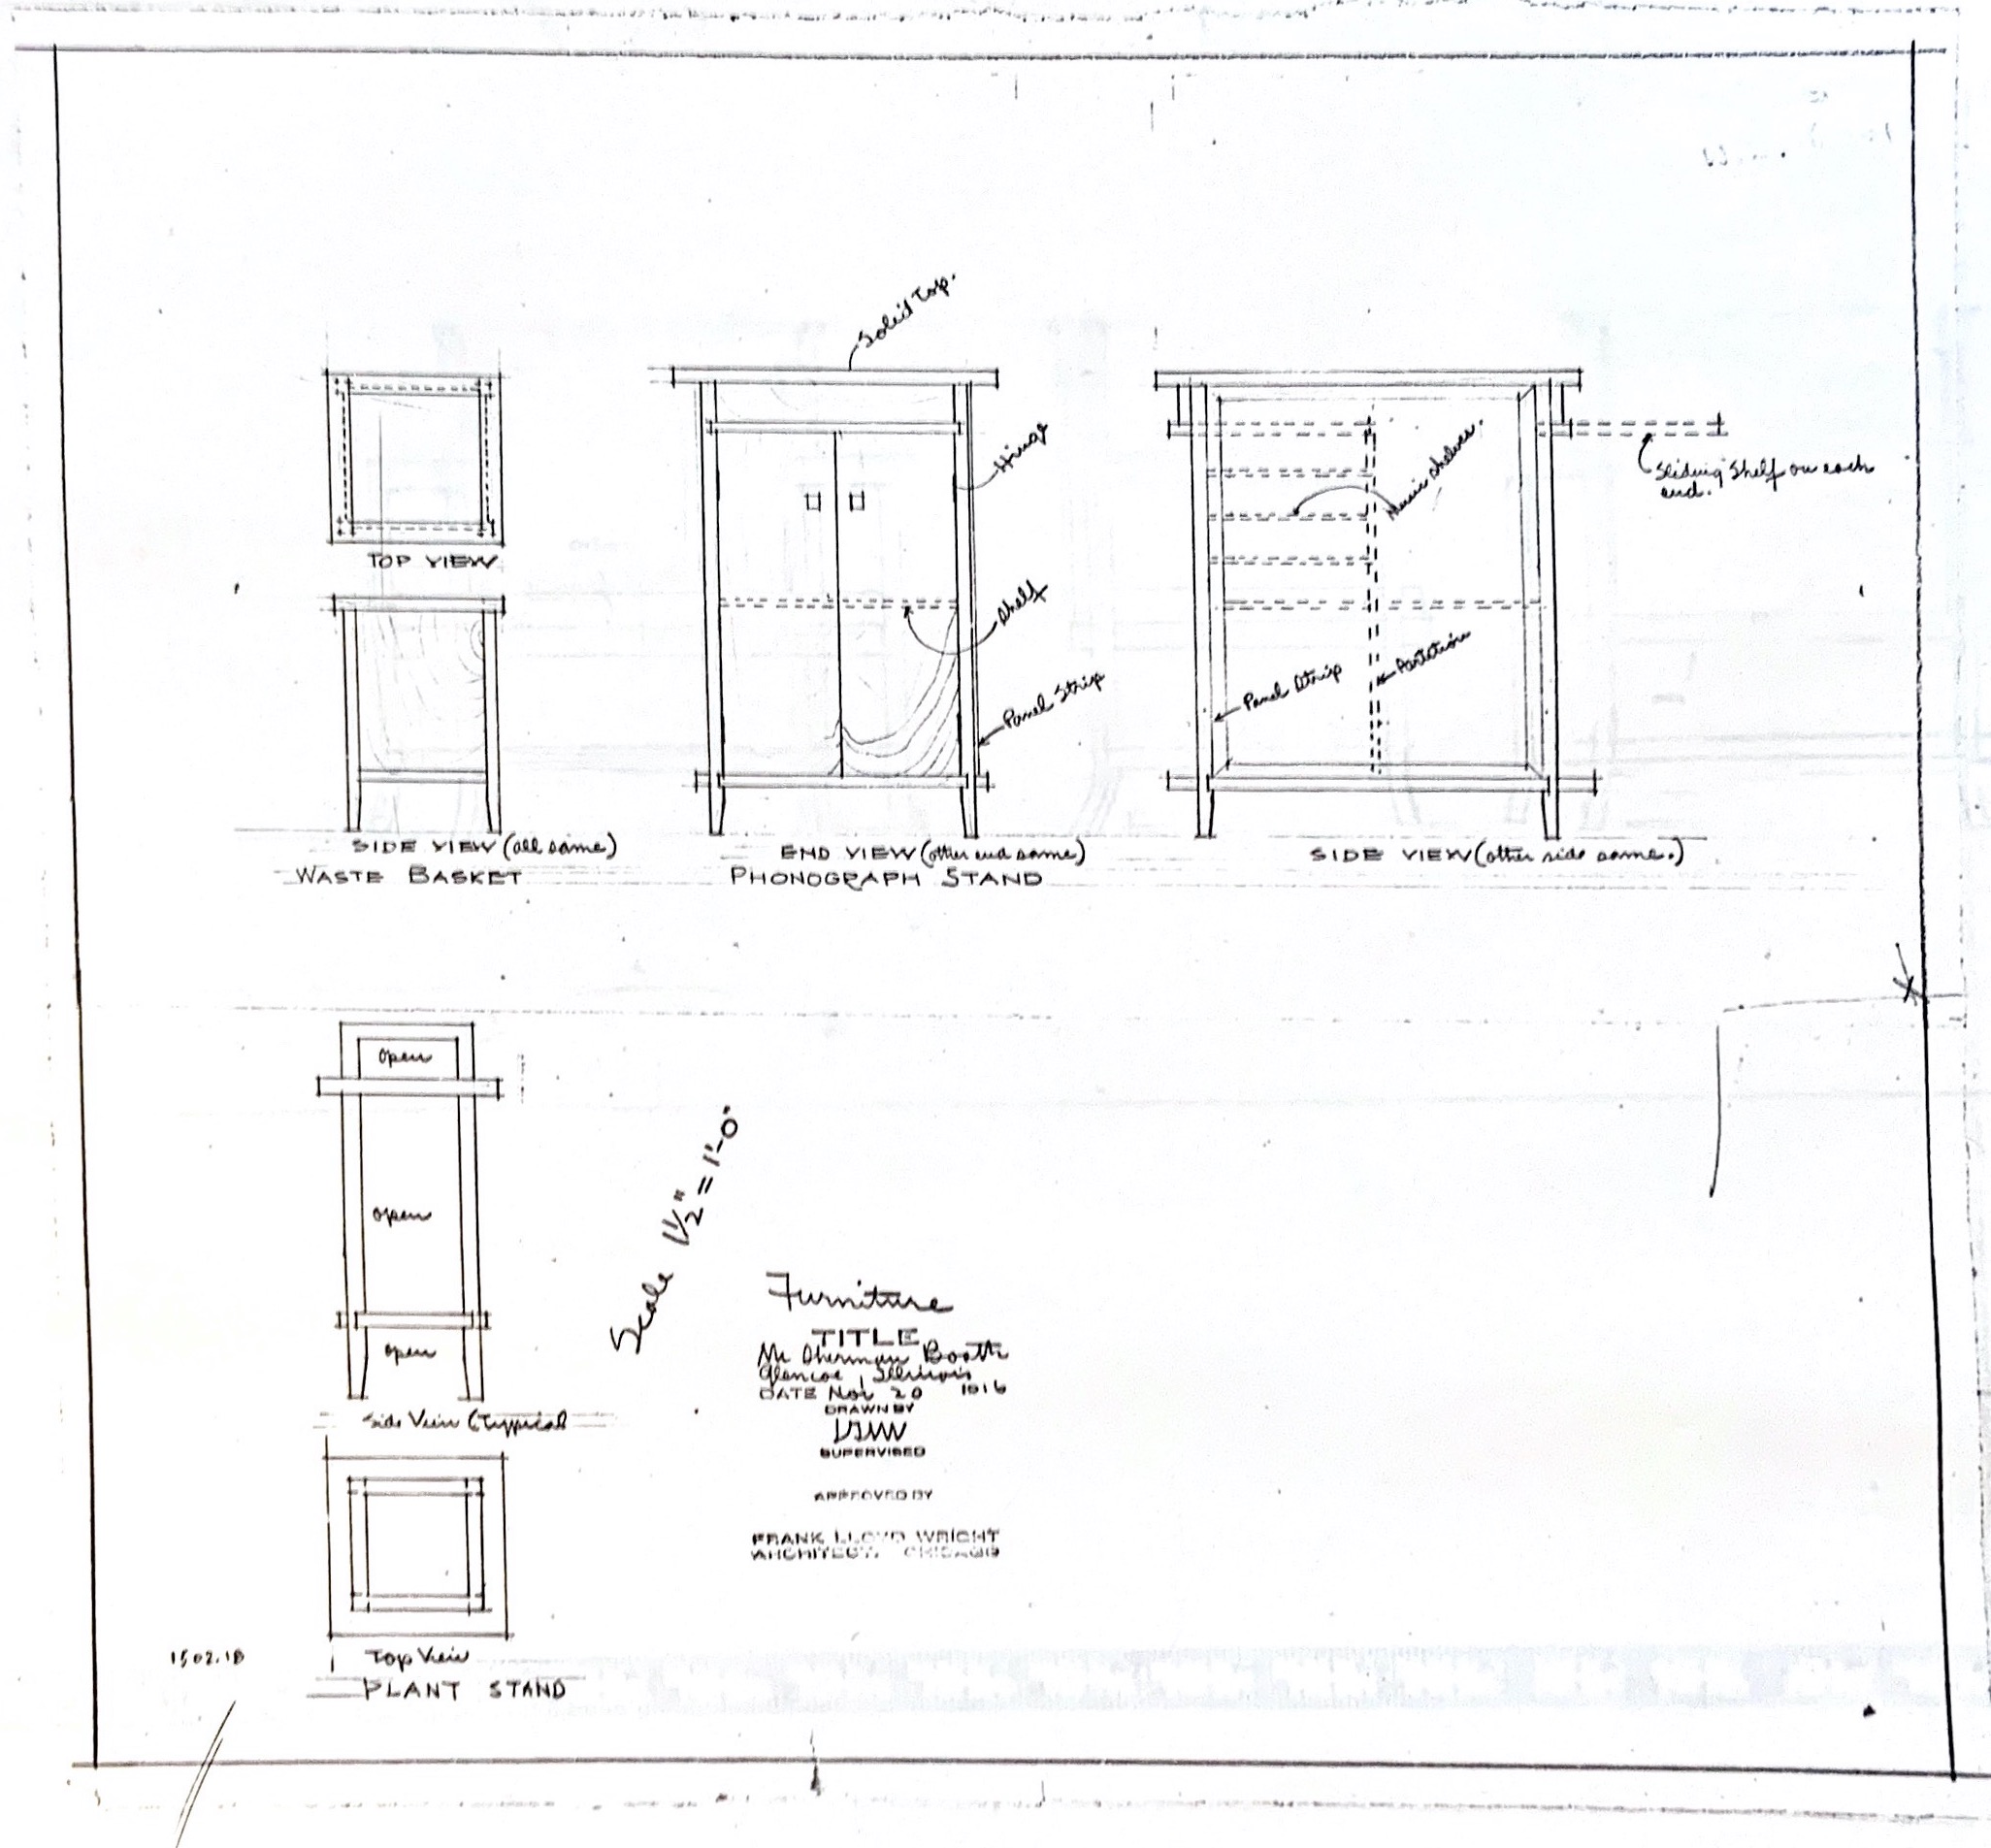 Solid Top.
Hinge
Shelf
Panel Strip
TOP VIEW
SIDE VIEW (all same)
WASTE BASKET
END VIEW (other end same)
PHONOGRAPH STAND
Music shelves.
Sliding Shelf on each
end.
Panel Strip
Partition
SIDE VIEW (other side same.)
open
open
open
Side View (Typical
Top View
PLANT STAND
Scale 1 1/2" = 1'-0"
Furniture
TITLE
Mr Sherman Booth
Glencoe, Illinois
DATE Nov 20 1916
DRAWN BY
SUPERVISED
APPROVED BY
FRANK LLOYD WRIGHT
ARCHITECT, CHICAGO
1502.18